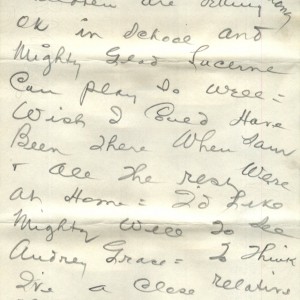 are getting along
OK in School and
Mighty Glad Lucerne
Can play So Well =
Wish I Could Have
Been There When Sam
+ all The rest Were
at Home = I'd Like
Mighty Well To See
Audrey Grace = To Think
I've a Close relative